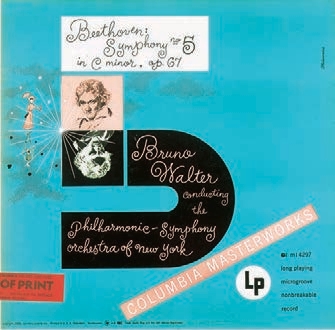 Beethoven:
Symphony no 5
in C minor, op. 67
Bruno
Walter
conducting
the
Philharmonic-Symphony
orchestra of New York
COLUMBIA MASTERWORKS
OF PRINT
Lp
ml 4297
long playing
microgroove
nonbreakable
record